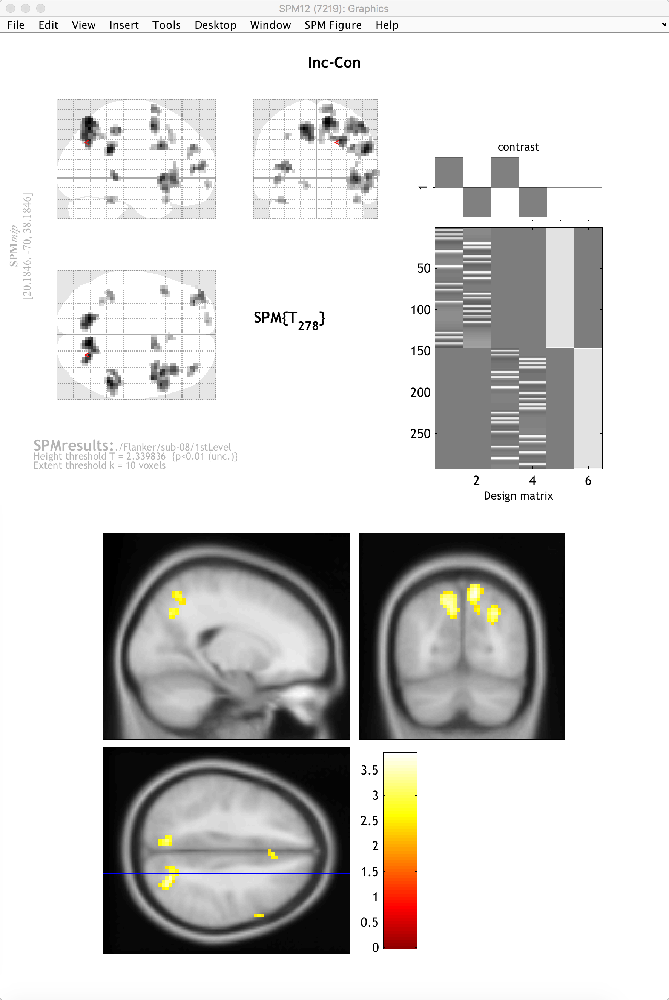 SPM12 (7219): Graphics
File Edit View Insert Tools Desktop Window SPM Figure Help
Inc-Con
SPMmip
[20.1846, -70, 38.1846]
contrast
1
SPM{T278}
50
100
150
200
250
2 4 6
Design matrix
SPMresults: ./Flanker/sub-08/1stLevel
Height threshold T = 2.339836 {p<0.01 (unc.)}
Extent threshold k = 10 voxels
3.5
3
2.5
2
1.5
1
0.5
0